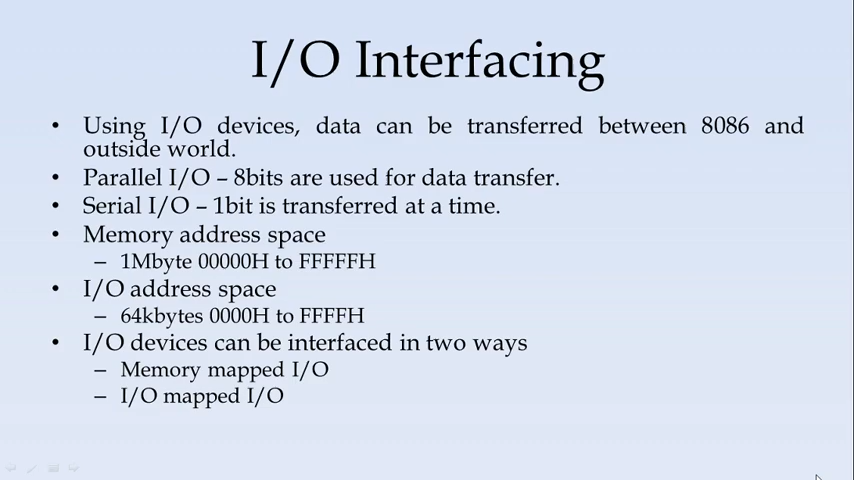 I/O Interfacing
• Using I/O devices, data can be transferred between 8086 and
outside world.
• Parallel I/O – 8bits are used for data transfer.
• Serial I/O – 1bit is transferred at a time.
• Memory address space
– 1Mbyte 00000H to FFFFFH
• I/O address space
– 64kbytes 0000H to FFFFH
• I/O devices can be interfaced in two ways
– Memory mapped I/O
– I/O mapped I/O